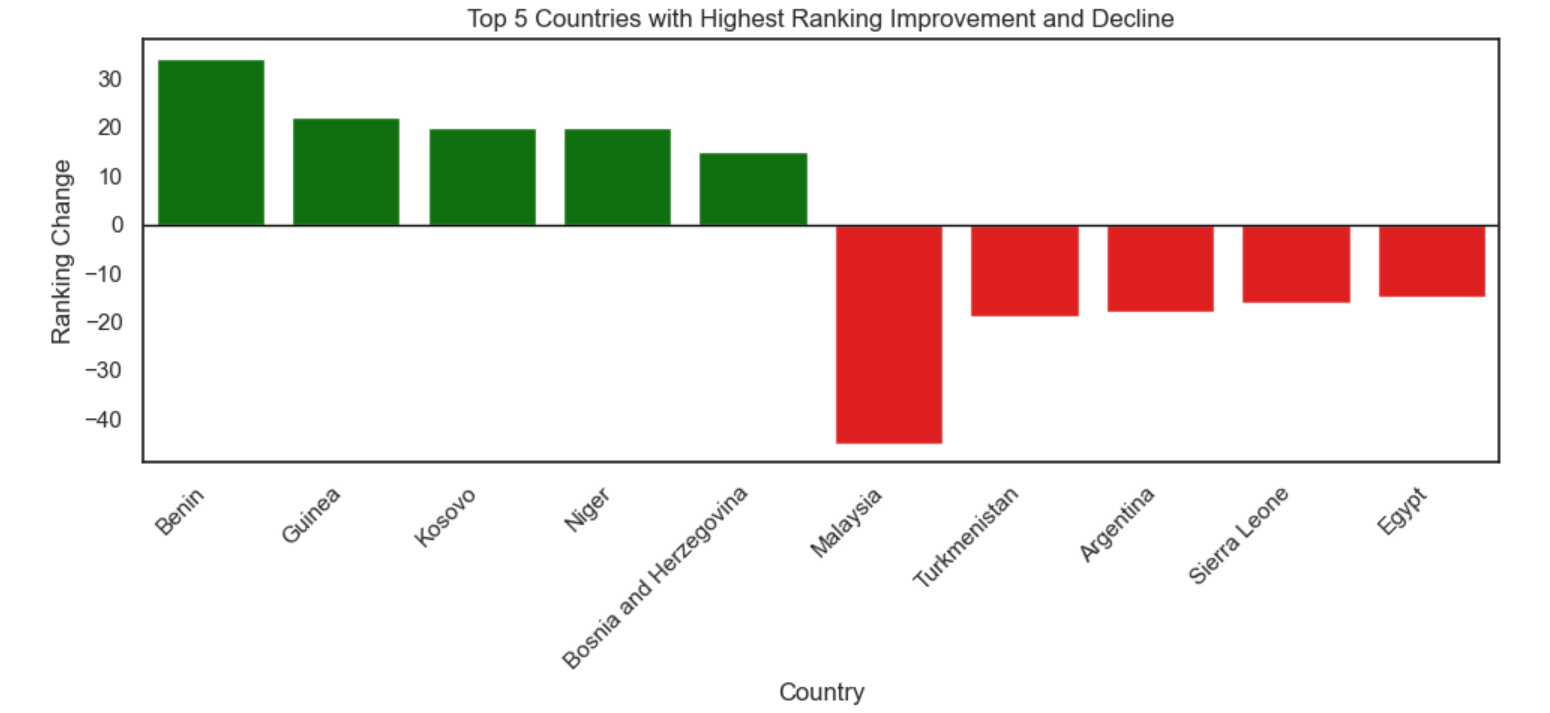 Top 5 Countries with Highest Ranking Improvement and Decline
Ranking Change
30
20
10
0
−10
−20
−30
−40
Benin
Guinea
Kosovo
Niger
Bosnia and Herzegovina
Malaysia
Turkmenistan
Argentina
Sierra Leone
Egypt
Country